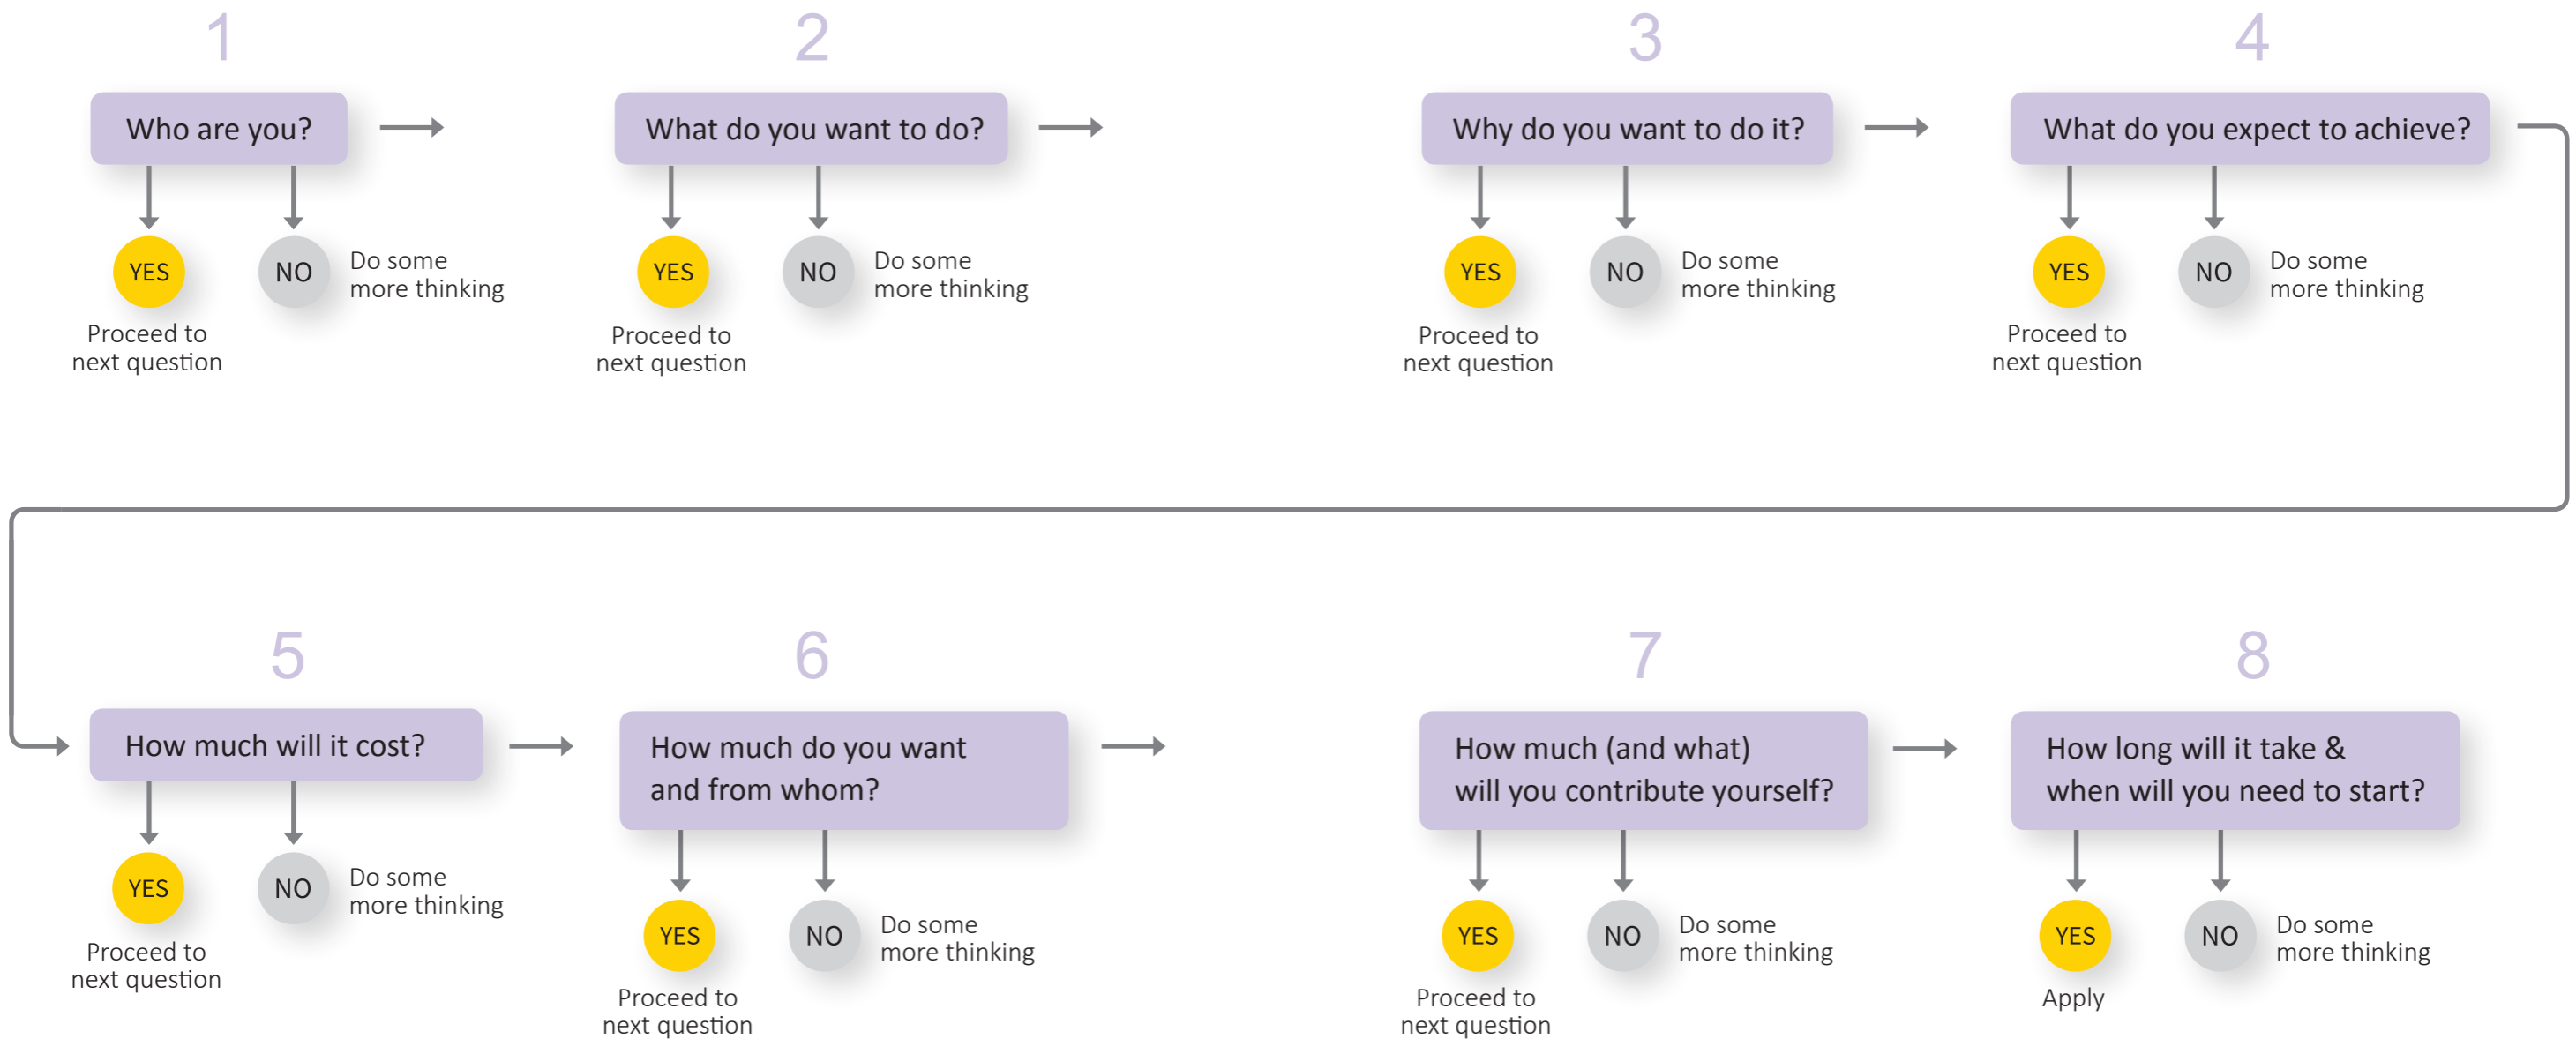 1
Who are you?
YES
Proceed to
next question
NO
Do some
more thinking
2
What do you want to do?
YES
Proceed to
next question
NO
Do some
more thinking
3
Why do you want to do it?
YES
Proceed to
next question
NO
Do some
more thinking
4
What do you expect to achieve?
YES
Proceed to
next question
NO
Do some
more thinking
5
How much will it cost?
YES
Proceed to
next question
NO
Do some
more thinking
6
How much do you want
and from whom?
YES
Proceed to
next question
NO
Do some
more thinking
7
How much (and what)
will you contribute yourself?
YES
Proceed to
next question
NO
Do some
more thinking
8
How long will it take &
when will you need to start?
YES
Apply
NO
Do some
more thinking